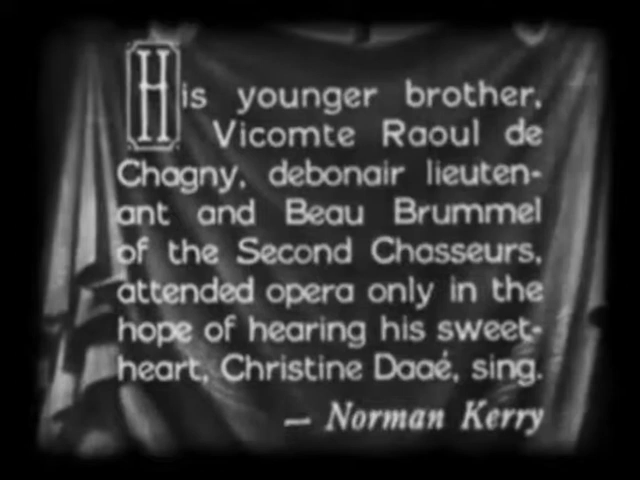 His younger brother,
Vicomte Raoul de
Chagny, debonair lieuten-
ant and Beau Brummel
of the Second Chasseurs,
attended opera only in the
hope of hearing his sweet-
heart, Christine Daaé, sing.
— Norman Kerry